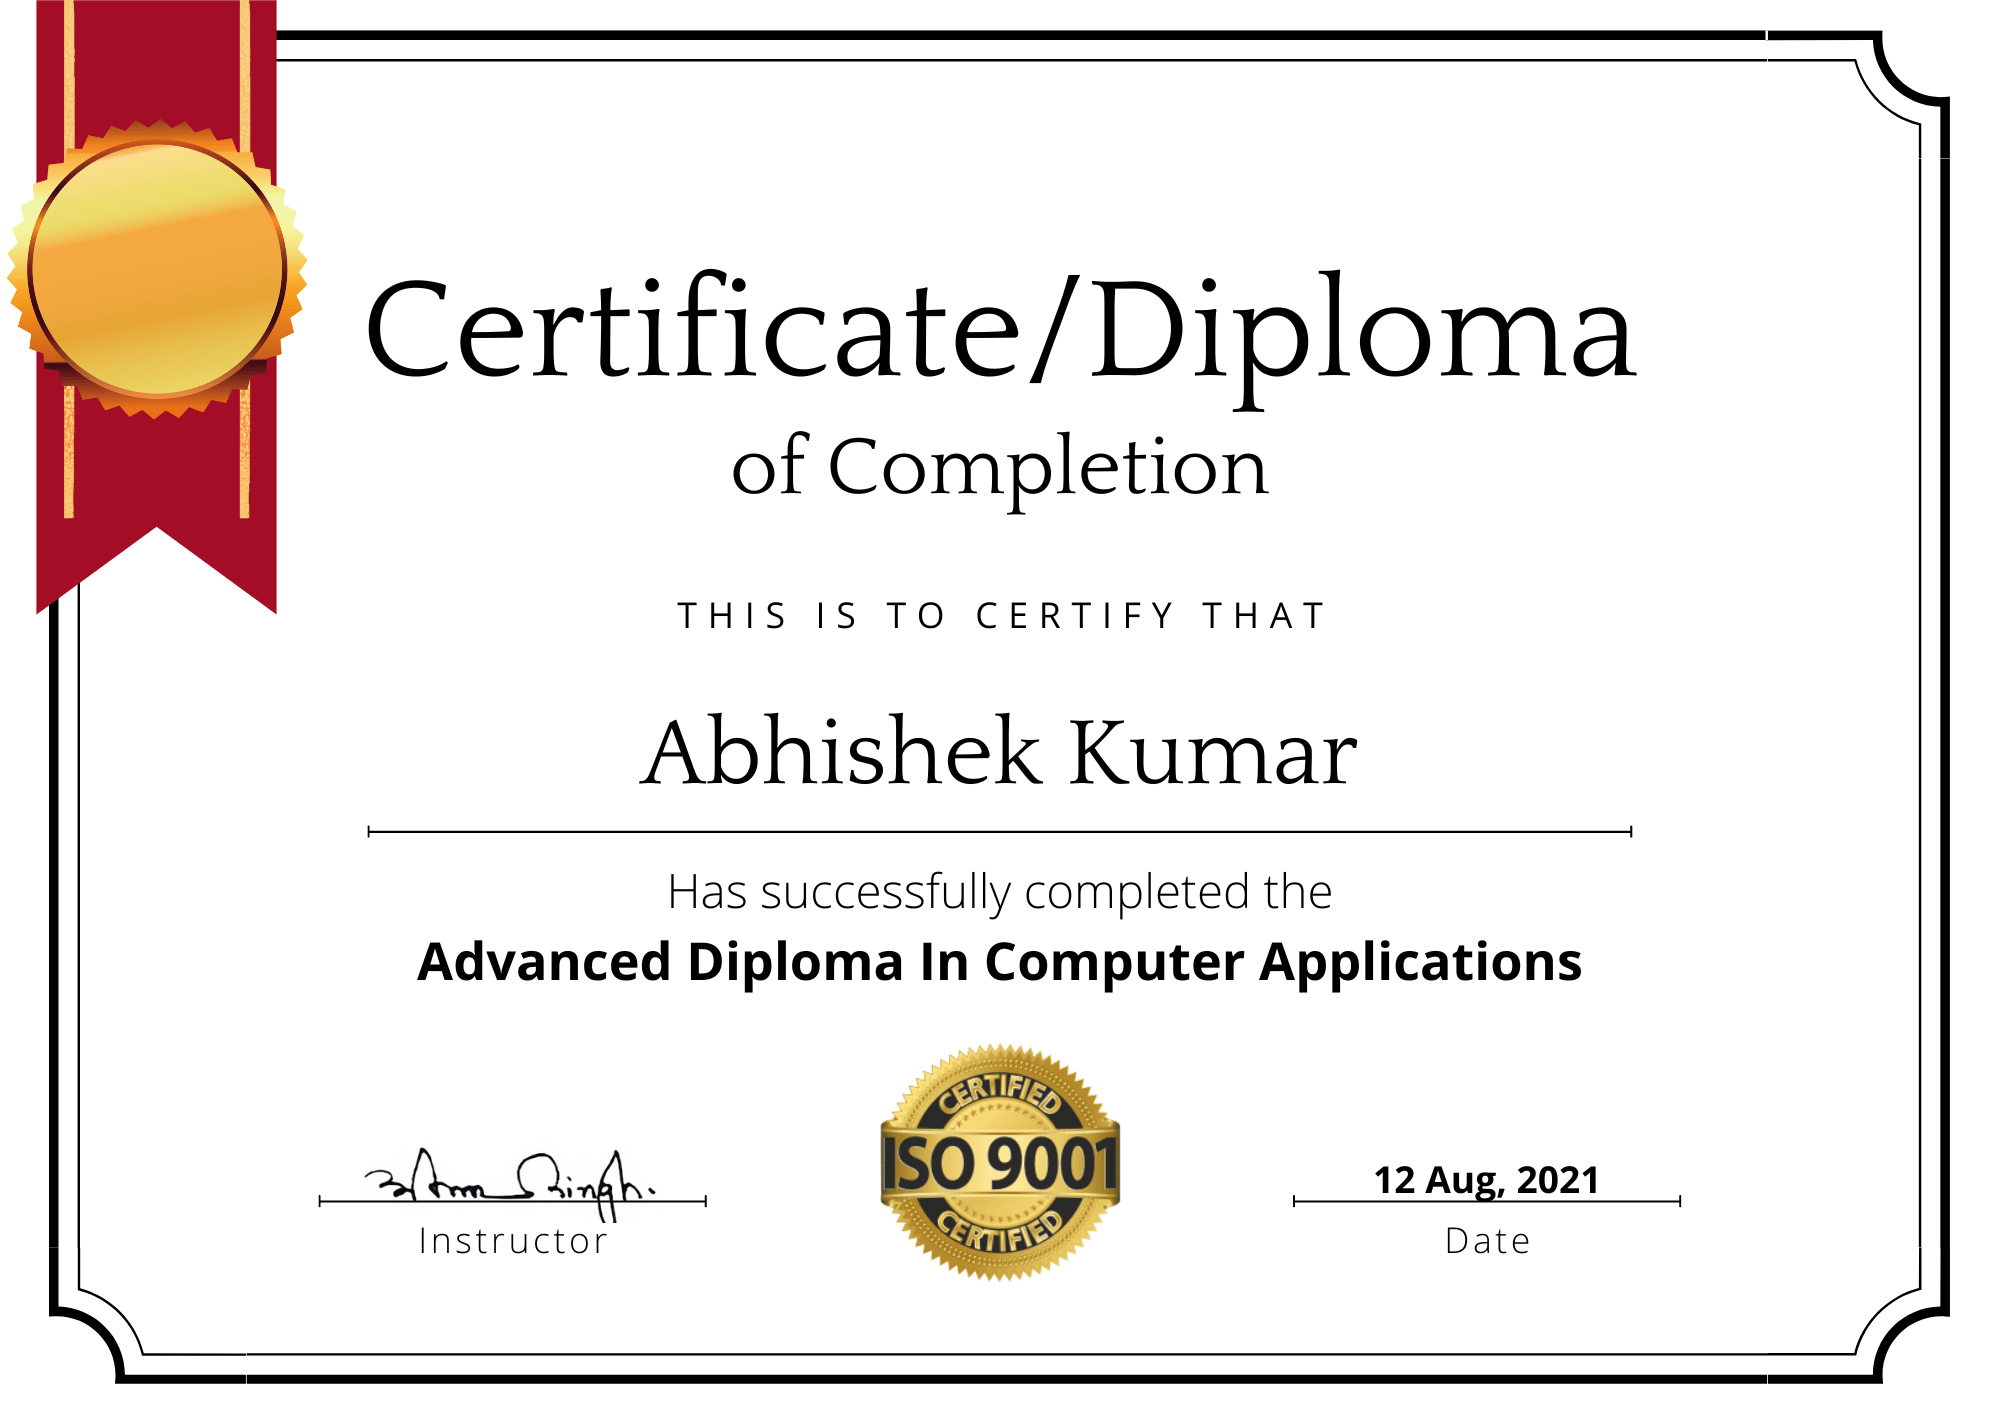 Certificate/Diploma
of Completion
THIS IS TO CERTIFY THAT
Abhishek Kumar
Has successfully completed the
Advanced Diploma In Computer Applications
CERTIFIED
ISO 9001
CERTIFIED
Singh.
Instructor
12 Aug, 2021
Date